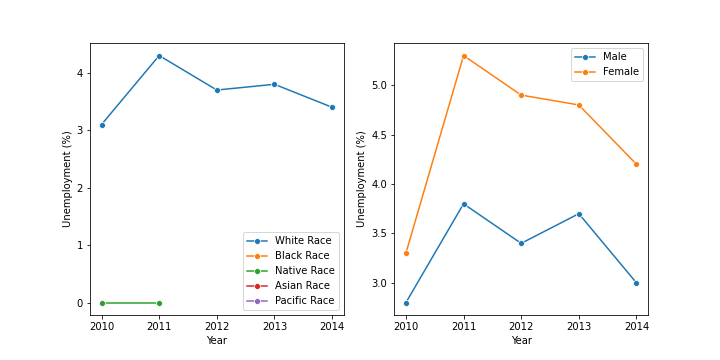 Unemployment (%)
4
3
2
1
0
2010 2011 2012 2013 2014
Year
White Race
Black Race
Native Race
Asian Race
Pacific Race
Unemployment (%)
5.0
4.5
4.0
3.5
3.0
2010 2011 2012 2013 2014
Year
Male
Female